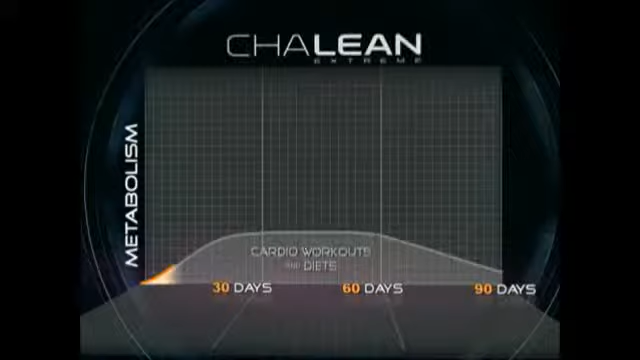 CHALEAN
EXTREME
METABOLISM
CARDIO WORKOUTS
AND DIETS
30 DAYS
60 DAYS
90 DAYS